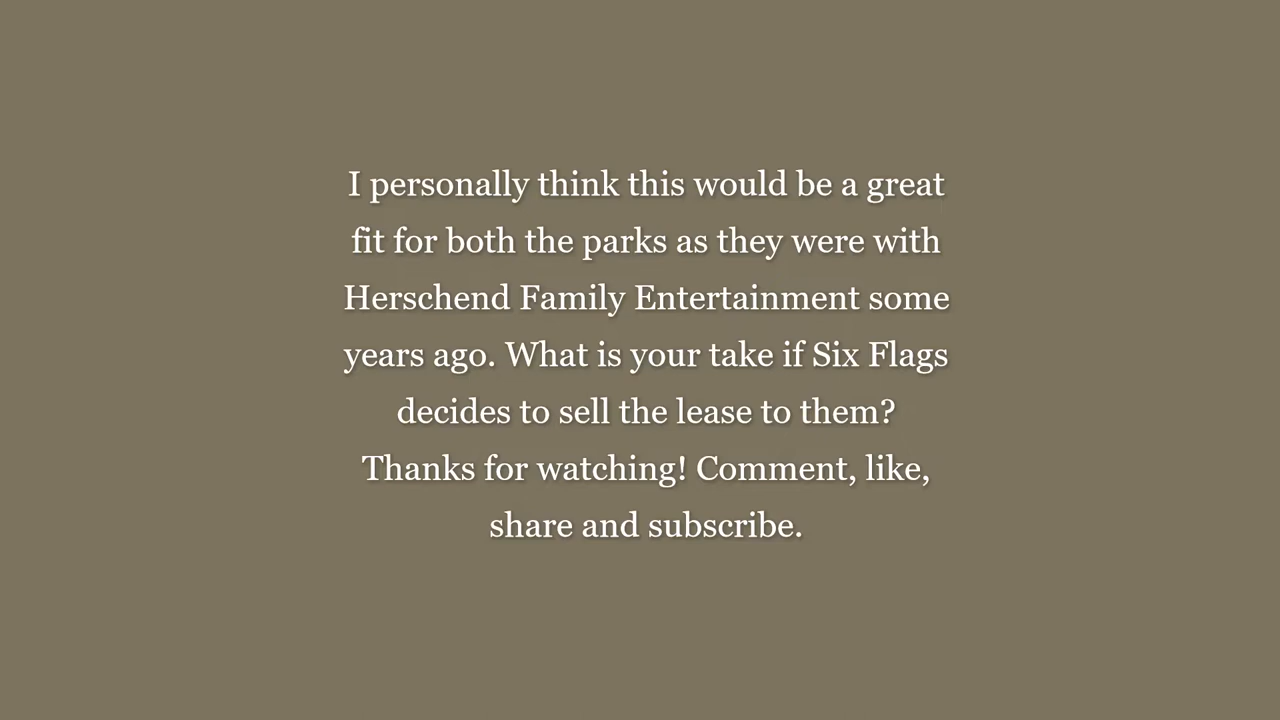 I personally think this would be a great
fit for both the parks as they were with
Herschend Family Entertainment some
years ago. What is your take if Six Flags
decides to sell the lease to them?
Thanks for watching! Comment, like,
share and subscribe.